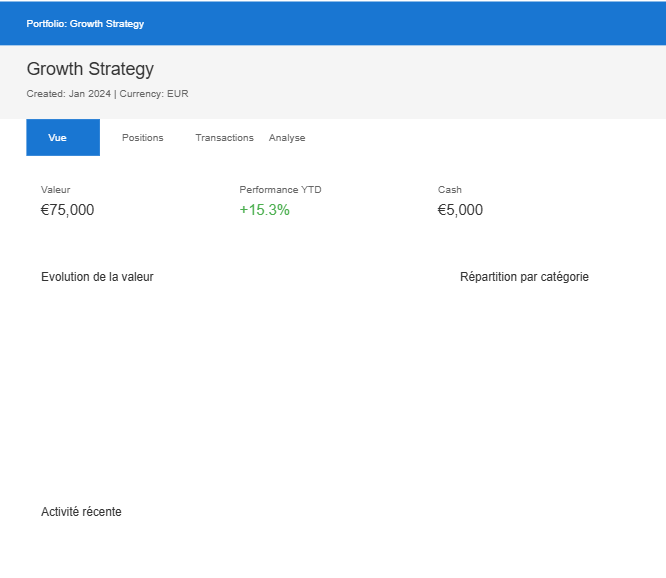 Portfolio: Growth Strategy
Growth Strategy
Created: Jan 2024 | Currency: EUR
Vue Positions Transactions Analyse
Valeur Performance YTD Cash
€75,000 +15.3% €5,000
Evolution de la valeur Répartition par catégorie
Activité récente